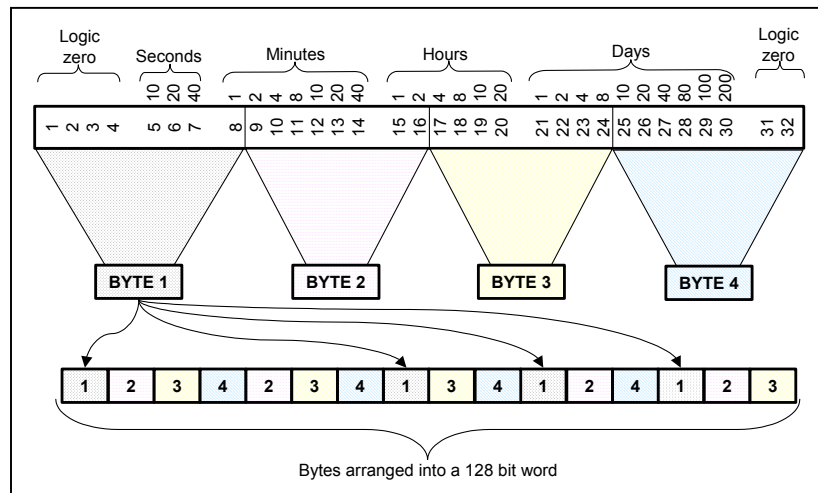 Logic zero
Seconds
Minutes
Hours
Days
Logic zero
10 20 40 1 2 4 8 10 20 40 1 2 4 8 10 20 1 2 4 8 10 20 40 80 100 200
1 2 3 4 5 6 7 8 9 10 11 12 13 14 15 16 17 18 19 20 21 22 23 24 25 26 27 28 29 30 31 32
BYTE 1 BYTE 2 BYTE 3 BYTE 4
1 2 3 4 2 3 4 1 3 4 1 2 4 1 2 3
Bytes arranged into a 128 bit word